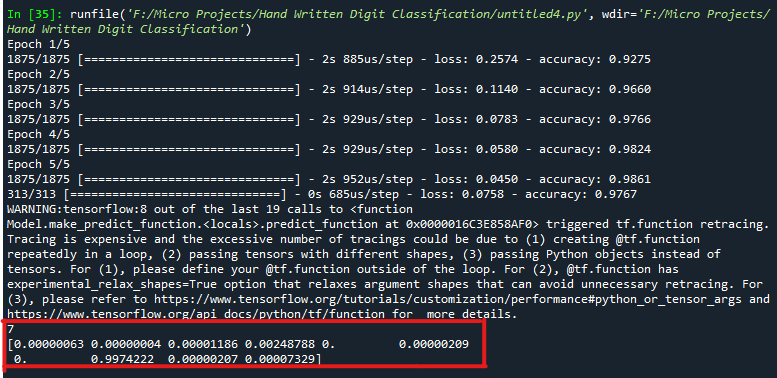 In [35]: runfile('F:/Micro Projects/Hand Written Digit Classification/untitled4.py', wdir='F:/Micro Projects/
Hand Written Digit Classification')
Epoch 1/5
1875/1875 [==============================] - 2s 885us/step - loss: 0.2574 - accuracy: 0.9275
Epoch 2/5
1875/1875 [==============================] - 2s 914us/step - loss: 0.1140 - accuracy: 0.9660
Epoch 3/5
1875/1875 [==============================] - 2s 929us/step - loss: 0.0783 - accuracy: 0.9766
Epoch 4/5
1875/1875 [==============================] - 2s 929us/step - loss: 0.0580 - accuracy: 0.9824
Epoch 5/5
1875/1875 [==============================] - 2s 952us/step - loss: 0.0450 - accuracy: 0.9861
313/313 [==============================] - 0s 685us/step - loss: 0.0758 - accuracy: 0.9767
WARNING:tensorflow:8 out of the last 19 calls to <function
Model.make_predict_function.<locals>.predict_function at 0x0000016C3E858AF0> triggered tf.function retracing.
Tracing is expensive and the excessive number of tracings could be due to (1) creating @tf.function
repeatedly in a loop, (2) passing tensors with different shapes, (3) passing Python objects instead of
tensors. For (1), please define your @tf.function outside of the loop. For (2), @tf.function has
experimental_relax_shapes=True option that relaxes argument shapes that can avoid unnecessary retracing. For
(3), please refer to https://www.tensorflow.org/tutorials/customization/performance#python_or_tensor_args and
https://www.tensorflow.org/api_docs/python/tf/function for  more details.
7
[0.00000063 0.00000004 0.00001186 0.00248788 0.         0.00000209
 0.         0.9974222  0.00000207 0.00007329]